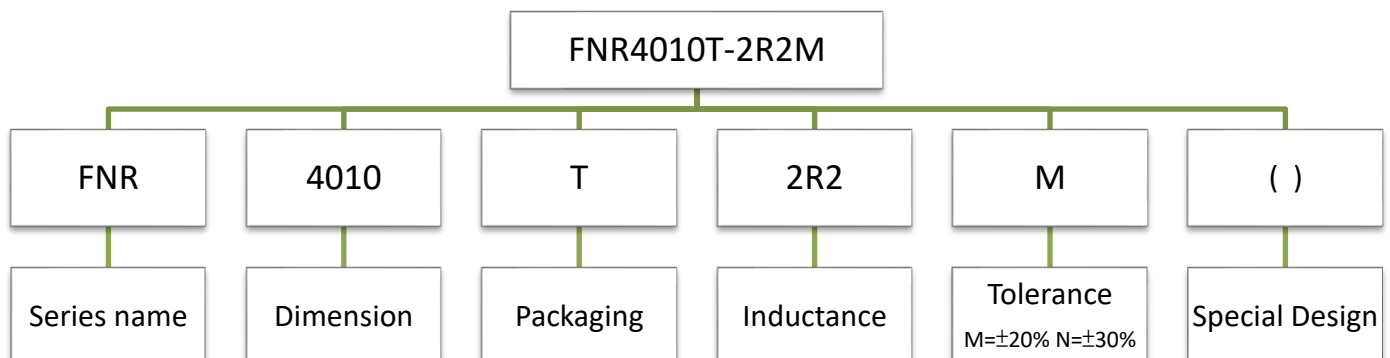 FNR4010T-2R2M
FNR
4010
T
2R2
M
( )
Series name
Dimension
Packaging
Inductance
Tolerance
M=±20% N=±30%
Special Design